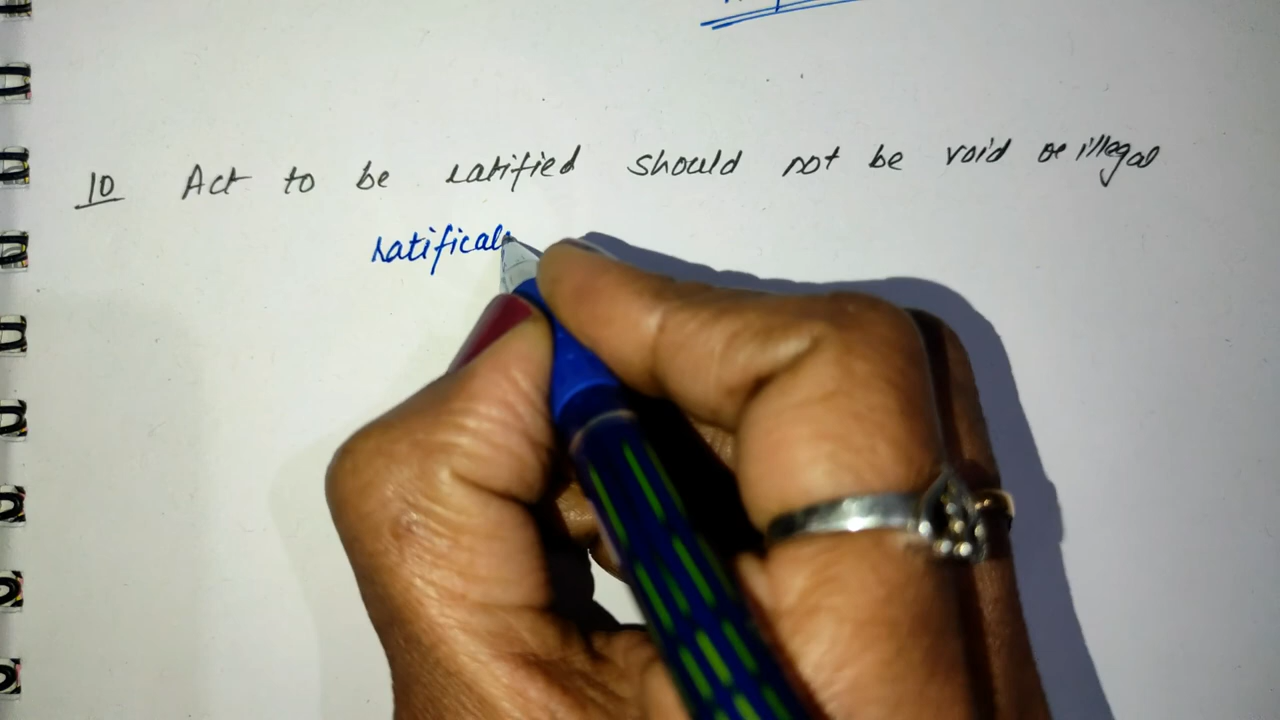 10 Act to be ratified should not be void or illegal
ratificat